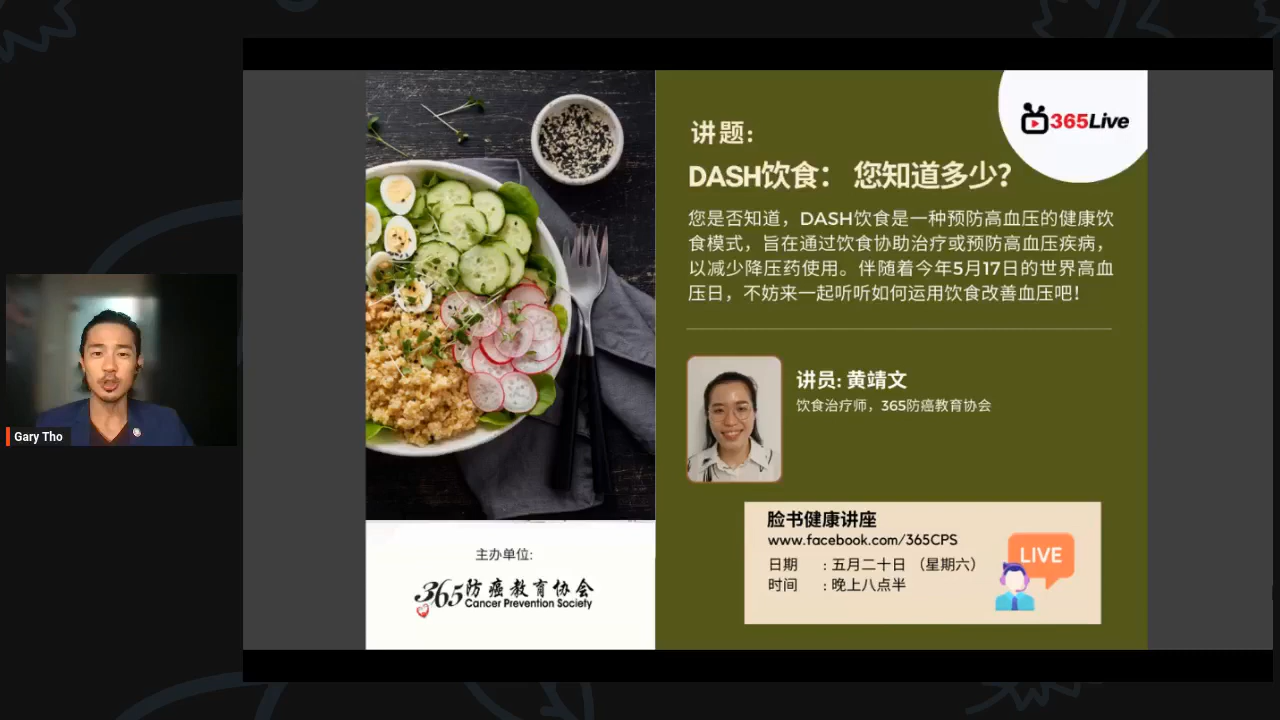 Gary Tho
365Live
讲题:
DASH饮食： 您知道多少？
您是否知道，DASH饮食是一种预防高血压的健康饮
食模式，旨在通过饮食协助治疗或预防高血压疾病，
以减少降压药使用。伴随着今年5月17日的世界高血
压日，不妨来一起听听如何运用饮食改善血压吧！
讲员: 黄靖文
饮食治疗师，365防癌教育协会
脸书健康讲座
www.facebook.com/365CPS
日期 : 五月二十日 （星期六）
时间 : 晚上八点半
LIVE
主办单位:
365防癌教育协会
Cancer Prevention Society